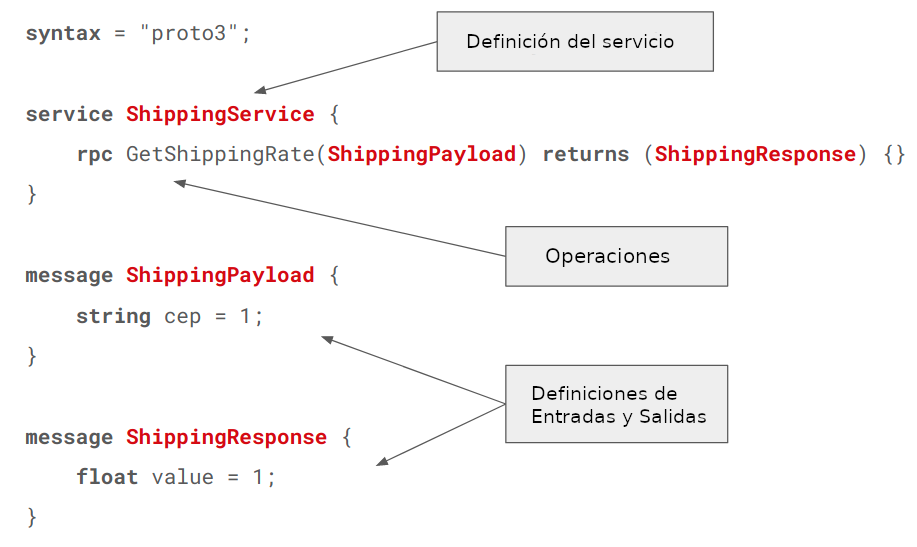 syntax = "proto3";
Definición del servicio
service ShippingService {
rpc GetShippingRate(ShippingPayload) returns (ShippingResponse) {}
}
Operaciones
message ShippingPayload {
string cep = 1;
}
Definiciones de
Entradas y Salidas
message ShippingResponse {
float value = 1;
}